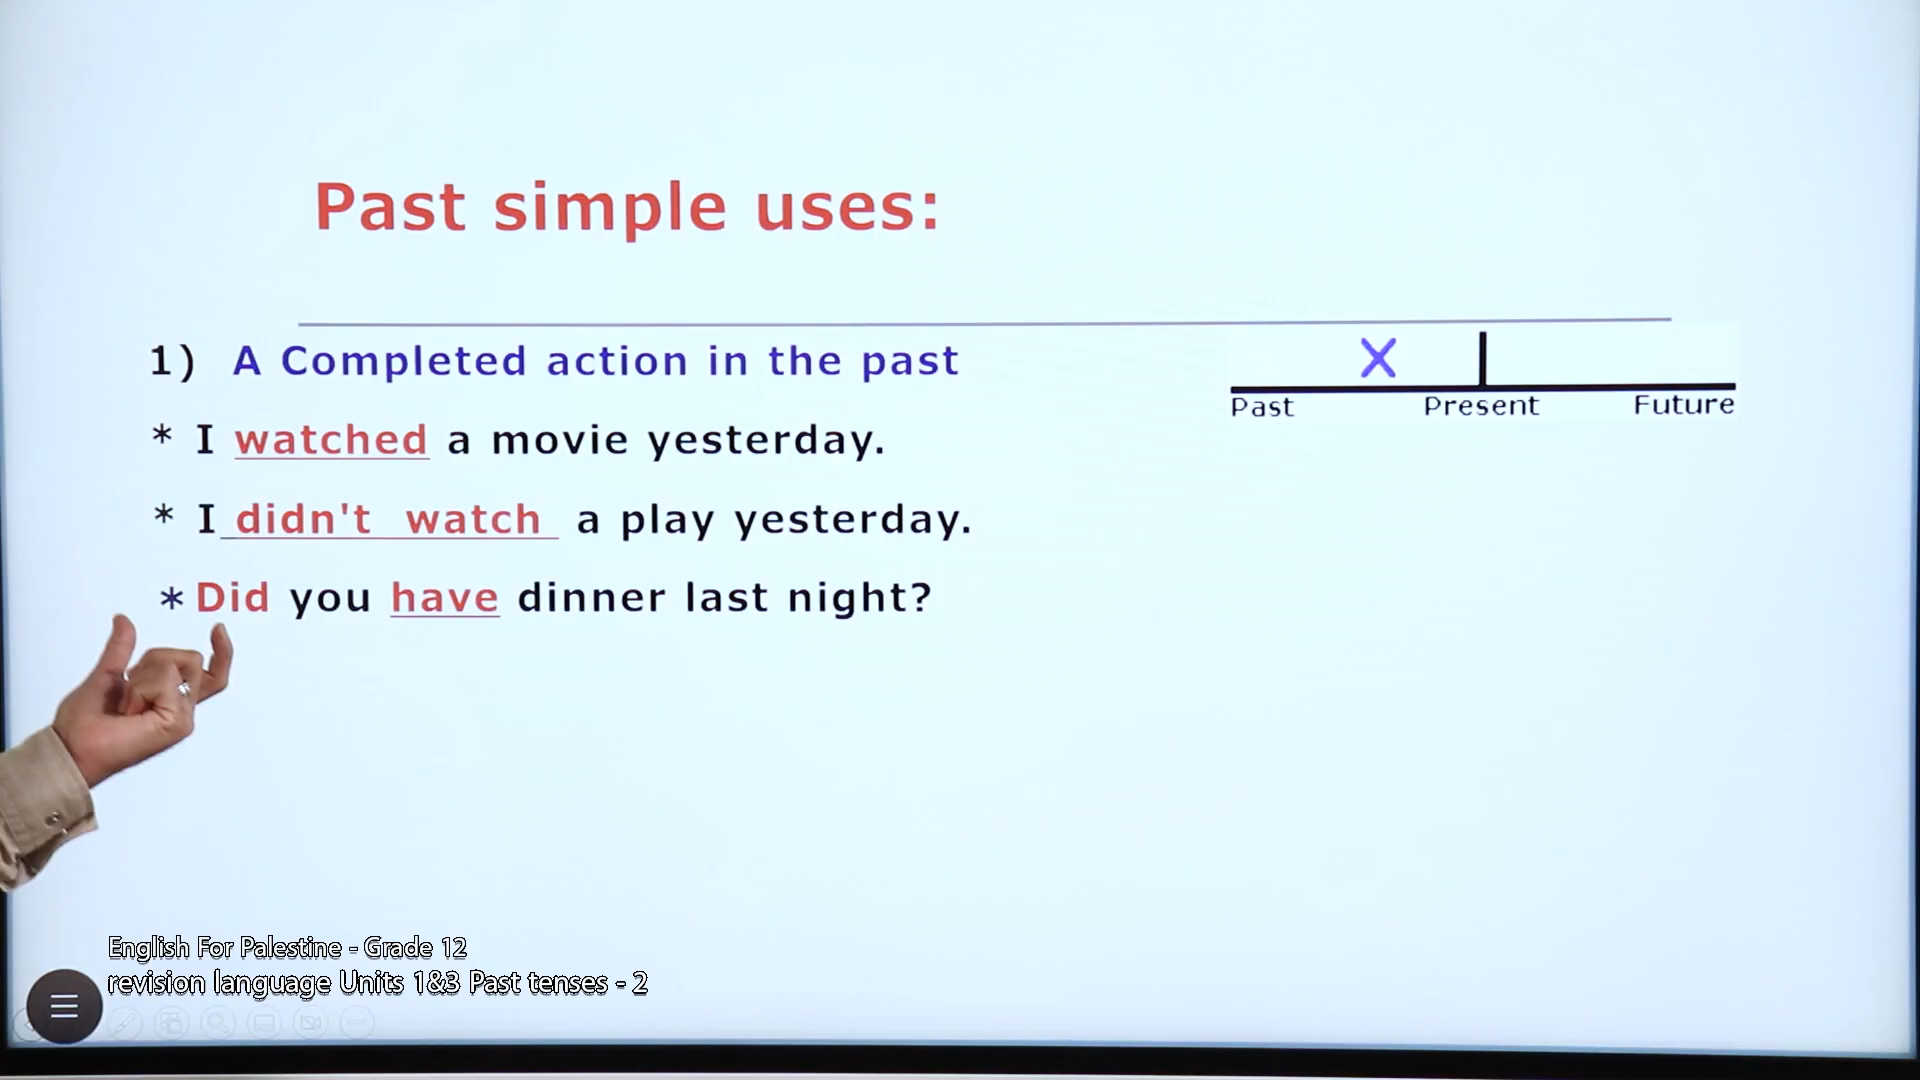 Past simple uses:
1) A Completed action in the past
X
Past Present Future
* I watched a movie yesterday.
* I didn't watch a play yesterday.
* Did you have dinner last night?
English For Palestine - Grade 12
revision language Units 1&3 Past tenses - 2